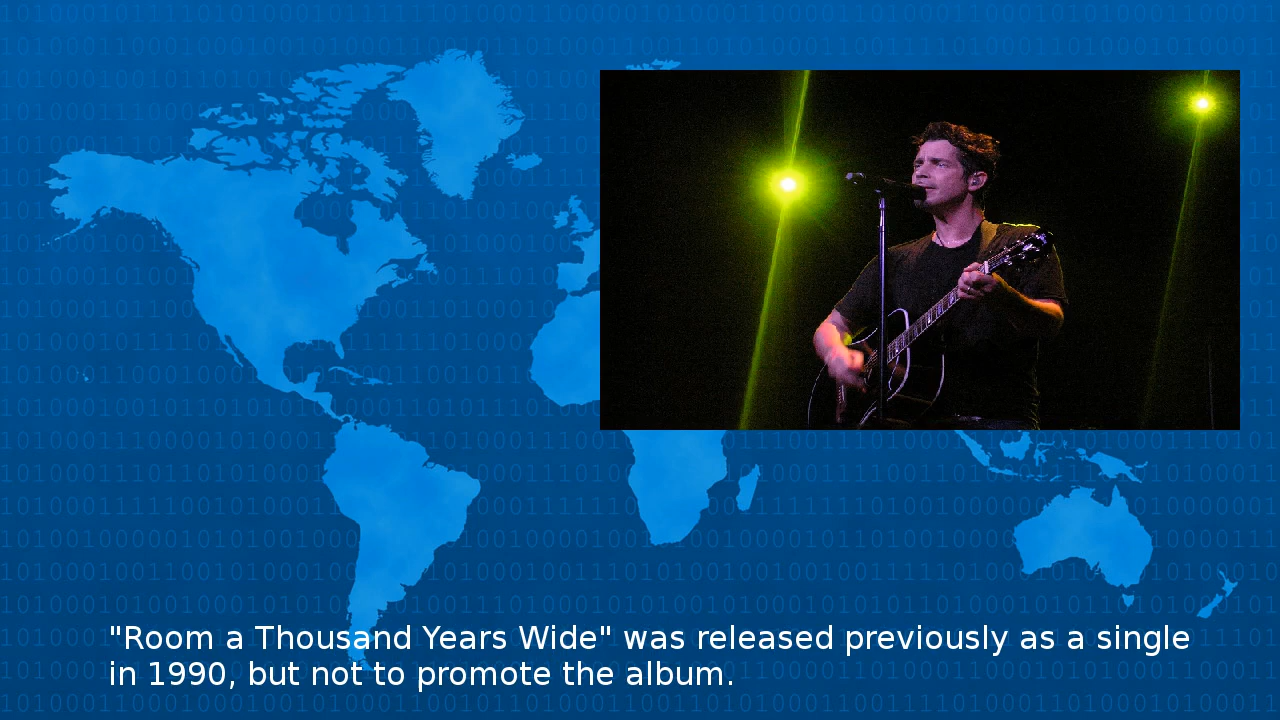 "Room a Thousand Years Wide" was released previously as a single
in 1990, but not to promote the album.